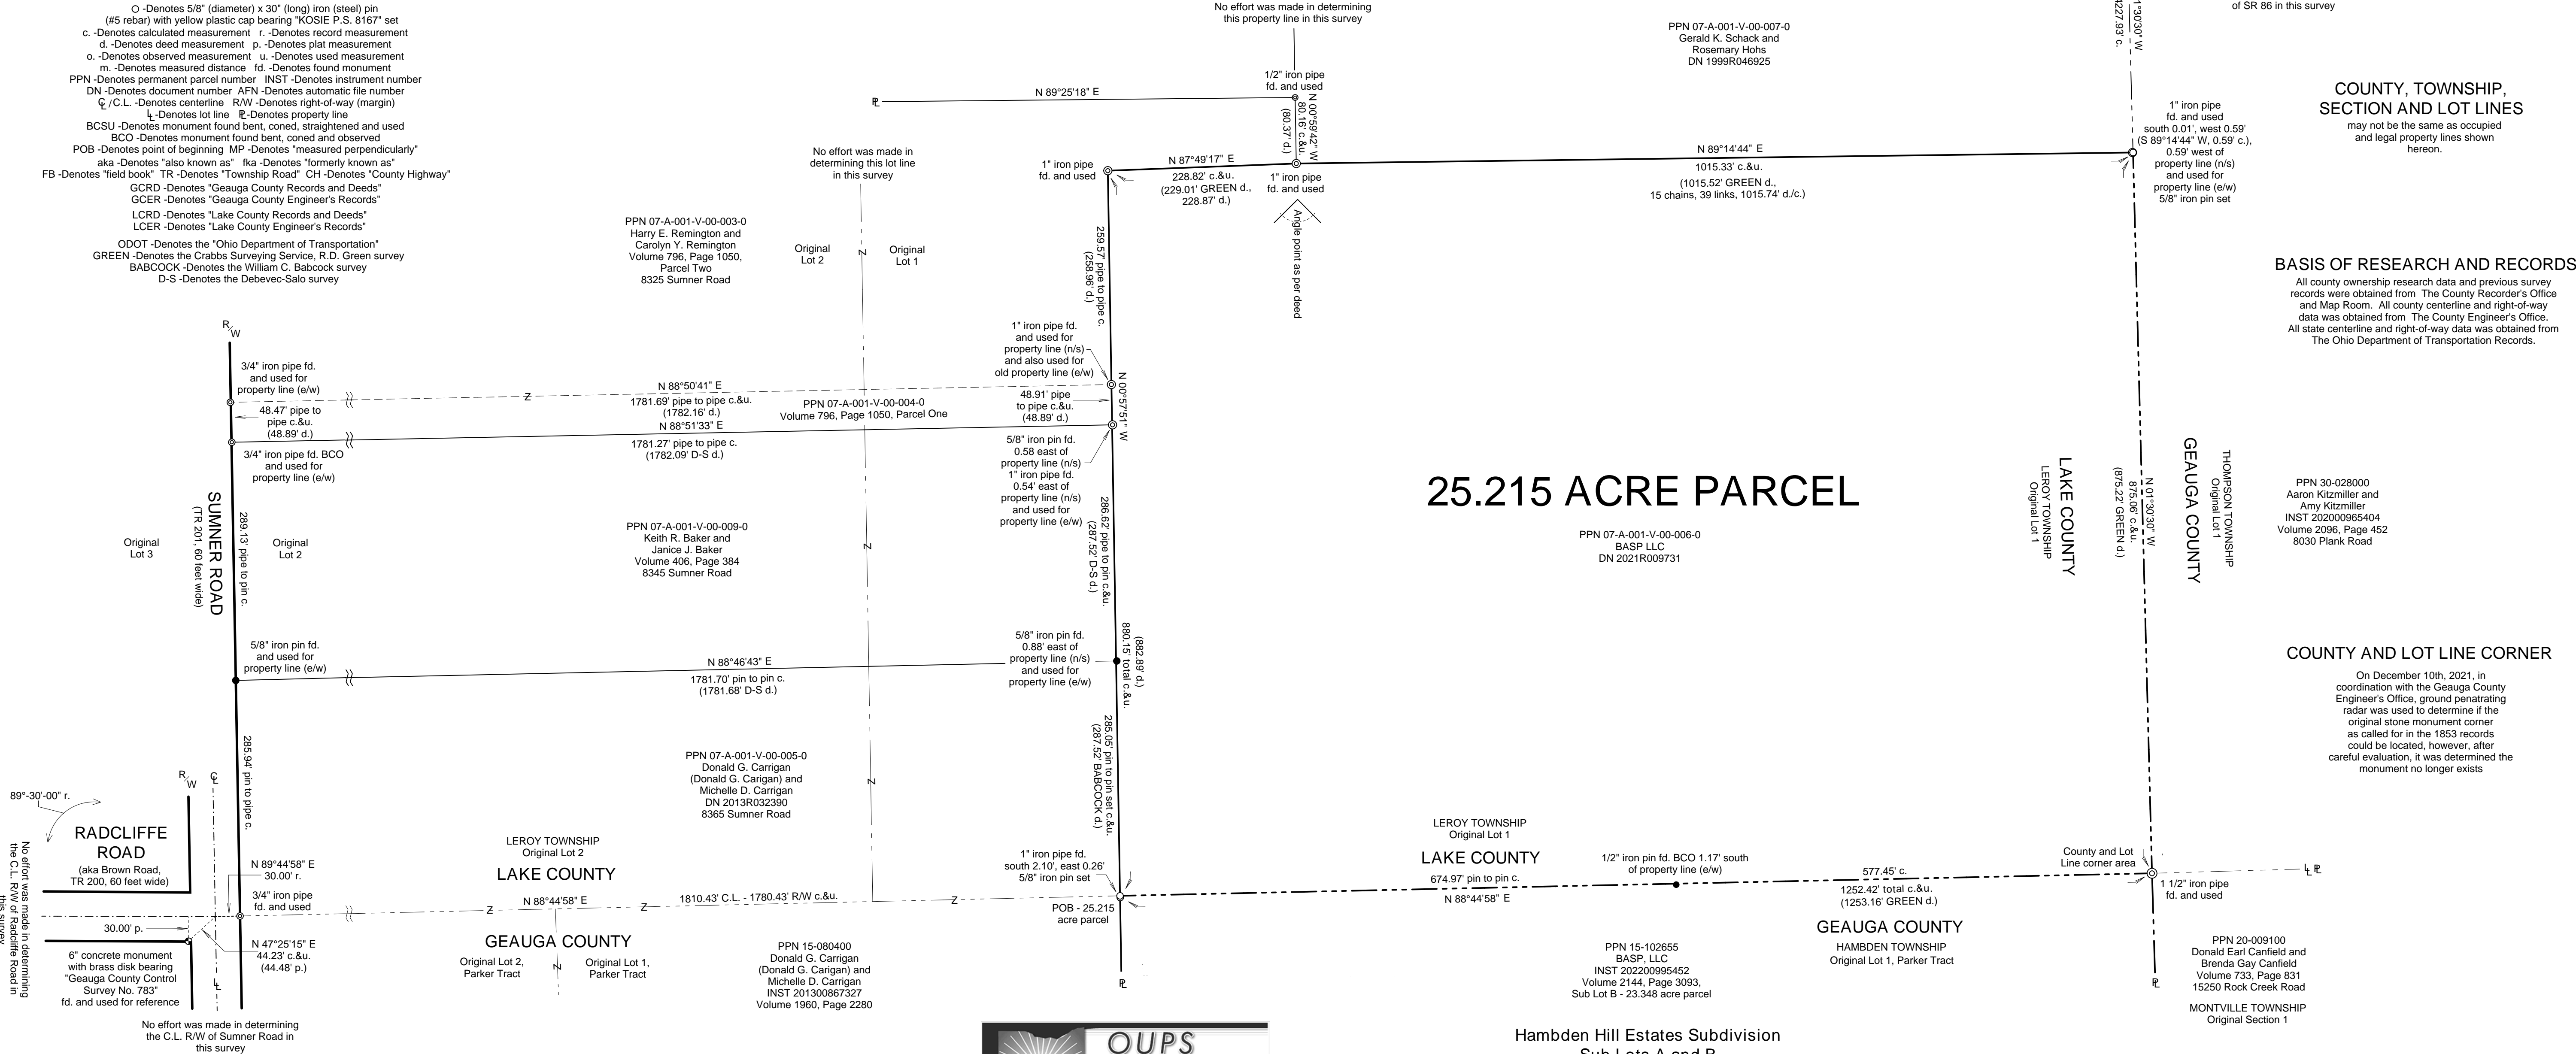 O -Denotes 5/8" (diameter) x 30" (long) iron (steel) pin
(#5 rebar) with yellow plastic cap bearing "KOSIE P.S. 8167" set
c. -Denotes calculated measurement r. -Denotes record measurement
d. -Denotes deed measurement p. -Denotes plat measurement
o. -Denotes observed measurement u. -Denotes used measurement
m. -Denotes measured distance fd. -Denotes found monument
PPN -Denotes permanent parcel number INST -Denotes instrument number
DN -Denotes document number AFN -Denotes automatic file number
CL / C.L. -Denotes centerline R/W -Denotes right-of-way (margin)
LL-Denotes lot line PL-Denotes property line
BCSU -Denotes monument found bent, coned, straightened and used
BCO -Denotes monument found bent, coned and observed
POB -Denotes point of beginning MP -Denotes "measured perpendicularly"
aka -Denotes "also known as" fka -Denotes "formerly known as"
FB -Denotes "field book" TR -Denotes "Township Road" CH -Denotes "County Highway"
GCRD -Denotes "Geauga County Records and Deeds"
GCER -Denotes "Geauga County Engineer's Records"
LCRD -Denotes "Lake County Records and Deeds"
LCER -Denotes "Lake County Engineer's Records"
ODOT -Denotes the "Ohio Department of Transportation"
GREEN -Denotes the Crabbs Surveying Service, R.D. Green survey
BABCOCK -Denotes the William C. Babcock survey
D-S -Denotes the Debevec-Salo survey
No effort was made in determining
this property line in this survey
PPN 07-A-001-V-00-007-0
Gerald K. Schack and
Rosemary Hohs
DN 1999R046925
1°30'30" W
4227.93' c.
of SR 86 in this survey
1/2" iron pipe
fd. and used
PL
N 89°25'18" E
N 00°59'42" W
80.16' c.&u.
(80.37' d.)
COUNTY, TOWNSHIP,
SECTION AND LOT LINES
may not be the same as occupied
and legal property lines shown
hereon.
1" iron pipe
fd. and used
south 0.01', west 0.59'
(S 89°14'44" W, 0.59' c.),
0.59' west of
property line (n/s)
and used for
property line (e/w)
5/8" iron pin set
No effort was made in
determining this lot line
in this survey
1" iron pipe
fd. and used
N 87°49'17" E
228.82' c.&u.
(229.01' GREEN d.,
228.87' d.)
1" iron pipe
fd. and used
Angle point as per deed
N 89°14'44" E
1015.33' c.&u.
(1015.52' GREEN d.,
15 chains, 39 links, 1015.74' d./c.)
PPN 07-A-001-V-00-003-0
Harry E. Remington and
Carolyn Y. Remington
Volume 796, Page 1050,
Parcel Two
8325 Sumner Road
Original
Lot 2
Z
Original
Lot 1
259.57' pipe to pipe c.
(258.96' d.)
BASIS OF RESEARCH AND RECORDS
All county ownership research data and previous survey
records were obtained from The County Recorder's Office
and Map Room. All county centerline and right-of-way
data was obtained from The County Engineer's Office.
All state centerline and right-of-way data was obtained from
The Ohio Department of Transportation Records.
R/W
3/4" iron pipe fd.
and used for
property line (e/w)
1" iron pipe fd.
and used for
property line (n/s)
and also used for
old property line (e/w)
Z
N 88°50'41" E
1781.69' pipe to pipe c.&u.
(1782.16' d.)
PPN 07-A-001-V-00-004-0
Volume 796, Page 1050, Parcel One
48.47' pipe to
pipe c.&u.
(48.89' d.)
48.91' pipe
to pipe c.&u.
(48.89' d.)
N 00°57'51" W
N 88°51'33" E
1781.27' pipe to pipe c.
(1782.09' D-S d.)
3/4" iron pipe fd. BCO
and used for
property line (e/w)
5/8" iron pin fd.
0.58 east of
property line (n/s)
1" iron pipe fd.
0.54' east of
property line (n/s)
and used for
property line (e/w)
25.215 ACRE PARCEL
PPN 07-A-001-V-00-006-0
BASP LLC
DN 2021R009731
SUMNER ROAD
(TR 201, 60 feet wide)
289.13' pipe to pin c.
Original
Lot 3
Original
Lot 2
PPN 07-A-001-V-00-009-0
Keith R. Baker and
Janice J. Baker
Volume 406, Page 384
8345 Sumner Road
Z
286.62' pipe to pin c.&u.
(287.52' D-S d.)
LAKE COUNTY
LEROY TOWNSHIP
Original Lot 1
N 01°30'30" W
875.06' c.&u.
(875.22' GREEN d.)
GEAUGA COUNTY
THOMPSON TOWNSHIP
Original Lot 1
PPN 30-028000
Aaron Kitzmiller and
Amy Kitzmiller
INST 202000965404
Volume 2096, Page 452
8030 Plank Road
5/8" iron pin fd.
and used for
property line (e/w)
N 88°46'43" E
1781.70' pin to pin c.
(1781.68' D-S d.)
5/8" iron pin fd.
0.88' east of
property line (n/s)
and used for
property line (e/w)
(882.89' d.)
880.15' total c.&u.
COUNTY AND LOT LINE CORNER
On December 10th, 2021, in
coordination with the Geauga County
Engineer's Office, ground penatrating
radar was used to determine if the
original stone monument corner
as called for in the 1853 records
could be located, however, after
careful evaluation, it was determined the
monument no longer exists
285.94' pin to pipe c.
PPN 07-A-001-V-00-005-0
Donald G. Carrigan
(Donald G. Carigan) and
Michelle D. Carrigan
DN 2013R032390
8365 Sumner Road
Z
285.05' pin to pin set c.&u.
(287.52' BABCOCK d.)
R/W
CL
89°-30'-00" r.
RADCLIFFE
ROAD
(aka Brown Road,
TR 200, 60 feet wide)
No effort was made in determining
the C.L. R/W of Radcliffe Road in
this survey
N 89°44'58" E
30.00' r.
3/4" iron pipe
fd. and used
LEROY TOWNSHIP
Original Lot 2
LAKE COUNTY
Z
N 88°44'58" E
Z
1810.43' C.L. - 1780.43' R/W c.&u.
Z
1" iron pipe fd.
south 2.10', east 0.26'
5/8" iron pin set
POB - 25.215
acre parcel
LEROY TOWNSHIP
Original Lot 1
LAKE COUNTY
674.97' pin to pin c.
N 88°44'58" E
1/2" iron pin fd. BCO 1.17' south
of property line (e/w)
577.45' c.
1252.42' total c.&u.
(1253.16' GREEN d.)
County and Lot
Line corner area
1 1/2" iron pipe
fd. and used
LL PL
30.00' p.
N 47°25'15" E
44.23' c.&u.
(44.48' p.)
6" concrete monument
with brass disk bearing
"Geauga County Control
Survey No. 783"
fd. and used for reference
LL
No effort was made in determining
the C.L. R/W of Sumner Road in
this survey
GEAUGA COUNTY
Original Lot 2,
Parker Tract
Z
Original Lot 1,
Parker Tract
PPN 15-080400
Donald G. Carrigan
(Donald G. Carigan) and
Michelle D. Carrigan
INST 201300867327
Volume 1960, Page 2280
PL
PPN 15-102655
BASP, LLC
INST 202200995452
Volume 2144, Page 3093,
Sub Lot B - 23.348 acre parcel
GEAUGA COUNTY
HAMBDEN TOWNSHIP
Original Lot 1, Parker Tract
PL
PPN 20-009100
Donald Earl Canfield and
Brenda Gay Canfield
Volume 733, Page 831
15250 Rock Creek Road
MONTVILLE TOWNSHIP
Original Section 1
OUPS
Hambden Hill Estates Subdivision
Sub Lots A and B